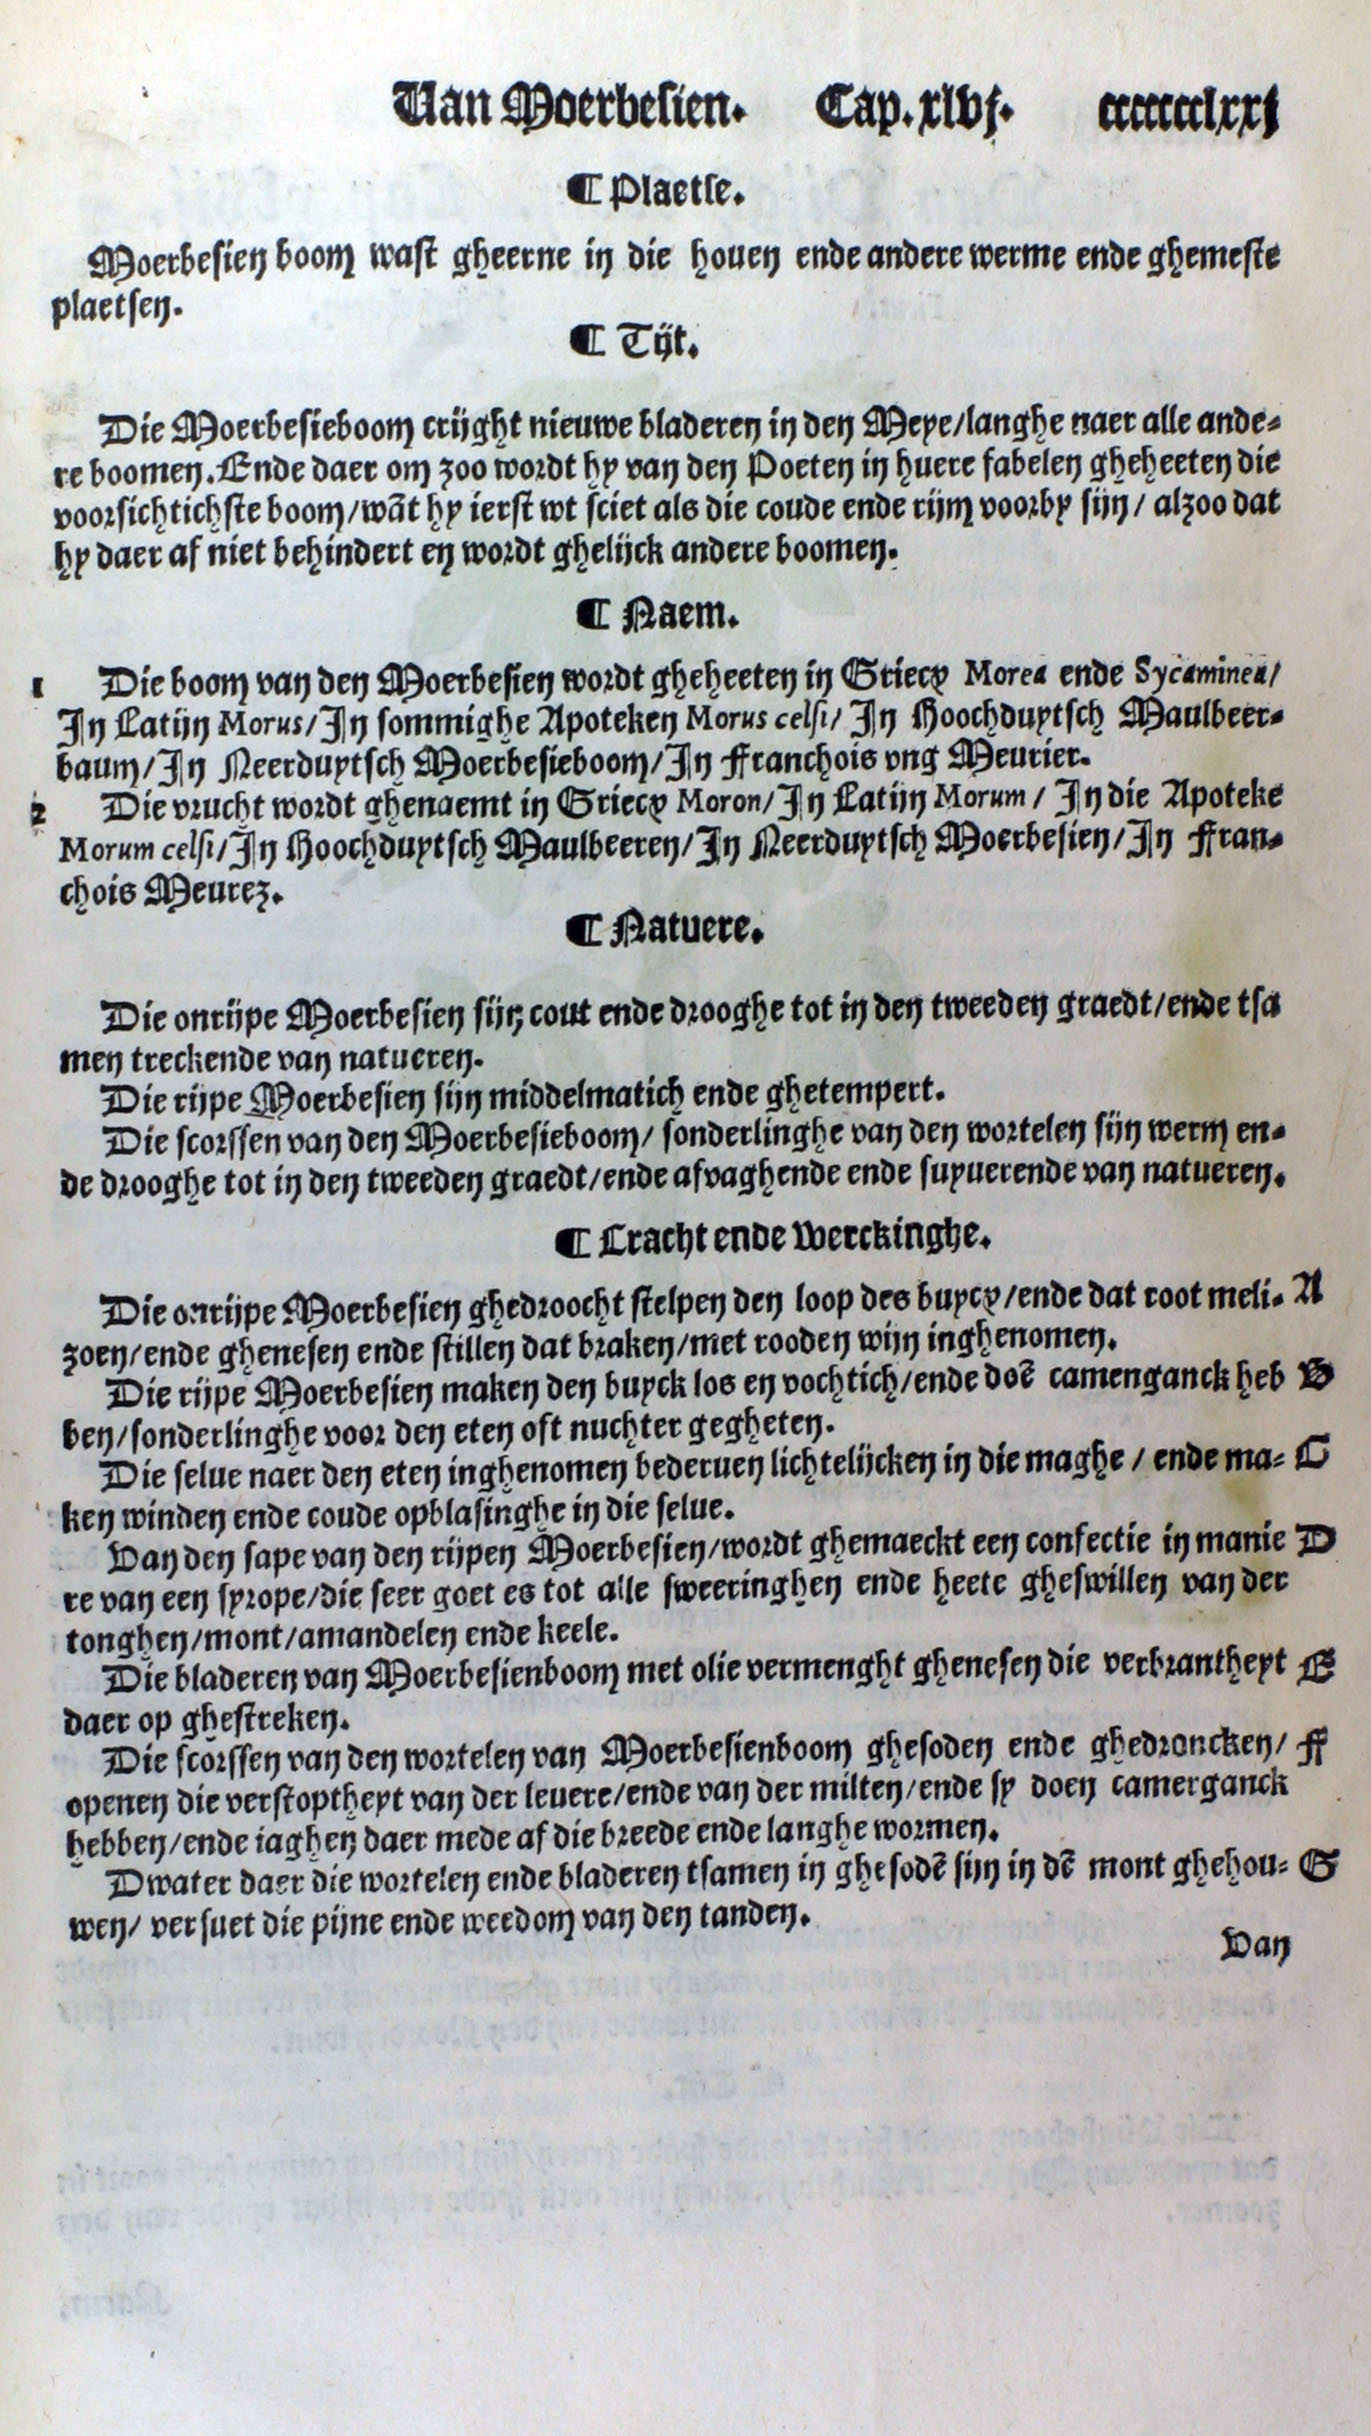 Van Moerbesien. Cap. xlvj. ccccccclxxj
¶ Plaetse.
Moerbesien boom wast gheerne in die houen ende andere werme ende ghemeste
plaetsen.
¶ Tijt.
Die Moerbesieboom crijght nieuwe bladeren in den Meye/langhe naer alle ande-
re boomen. Ende daer om zoo wordt hy van den Poeten in huere fabelen gheheeten die
voorsichtichste boom/wãt hy ierst wt sciet als die coude ende rijm voorby sijn/ alzoo dat
hy daer af niet behindert en wordt ghelijck andere boomen.
¶ Naem.
1 Die boom van den Moerbesien wordt gheheeten in Griecx Morea ende Sycaminea/
In Latijn Morus/In sommighe Apoteken Morus celsi/ In Hoochduytsch Maulbeer-
baum/In Neerduytsch Moerbesieboom/In Franchois vng Meurier.
2 Die vrucht wordt ghenaemt in Griecx Moron/In Latijn Morum/ In die Apoteke
Morum celsi/In Hoochduytsch Maulbeeren/In Neerduytsch Moerbesien/In Fran-
chois Meurez.
¶ Natuere.
Die onrijpe Moerbesien sijn cout ende drooghe tot in den tweeden graedt/ende tsa
men treckende van natueren.
Die rijpe Moerbesien sijn middelmatich ende ghetempert.
Die scorssen van den Moerbesieboom/ sonderlinghe van den wortelen sijn werm en-
de drooghe tot in den tweeden graedt/ende afvaghende ende suyuerende van natueren.
¶ Cracht ende Werckinghe.
Die onrijpe Moerbesien ghedroocht stelpen den loop des buycx/ende dat root meli- A
zoen/ende ghenesen ende stillen dat braken/met rooden wijn inghenomen.
Die rijpe Moerbesien maken den buyck los en vochtich/ende doẽ camenganck heb B
ben/sonderlinghe voor den eten oft nuchter gegheten.
Die selue naer den eten inghenomen bederuen lichtelijcken in die maghe / ende ma- C
ken winden ende coude opblasinghe in die selue.
Van den sape van den rijpen Moerbesien/wordt ghemaeckt een confectie in manie D
re van een syrope/die seer goet es tot alle sweeringhen ende heete gheswillen van der
tonghen/mont/amandelen ende keele.
Die bladeren van Moerbesienboom met olie vermenght ghenesen die verbrantheyt E
daer op ghestreken.
Die scorssen van den wortelen van Moerbesienboom ghesoden ende ghedroncken/ F
openen die verstoptheyt van der leuere/ende van der milten/ende sy doen camerganck
hebben/ende iaghen daer mede af die breede ende langhe wormen.
Dwater daer die wortelen ende bladeren tsamen in ghesodẽ sijn in dẽ mont ghehou- G
wen/ versuet die pijne ende weedom van den tanden.
Van